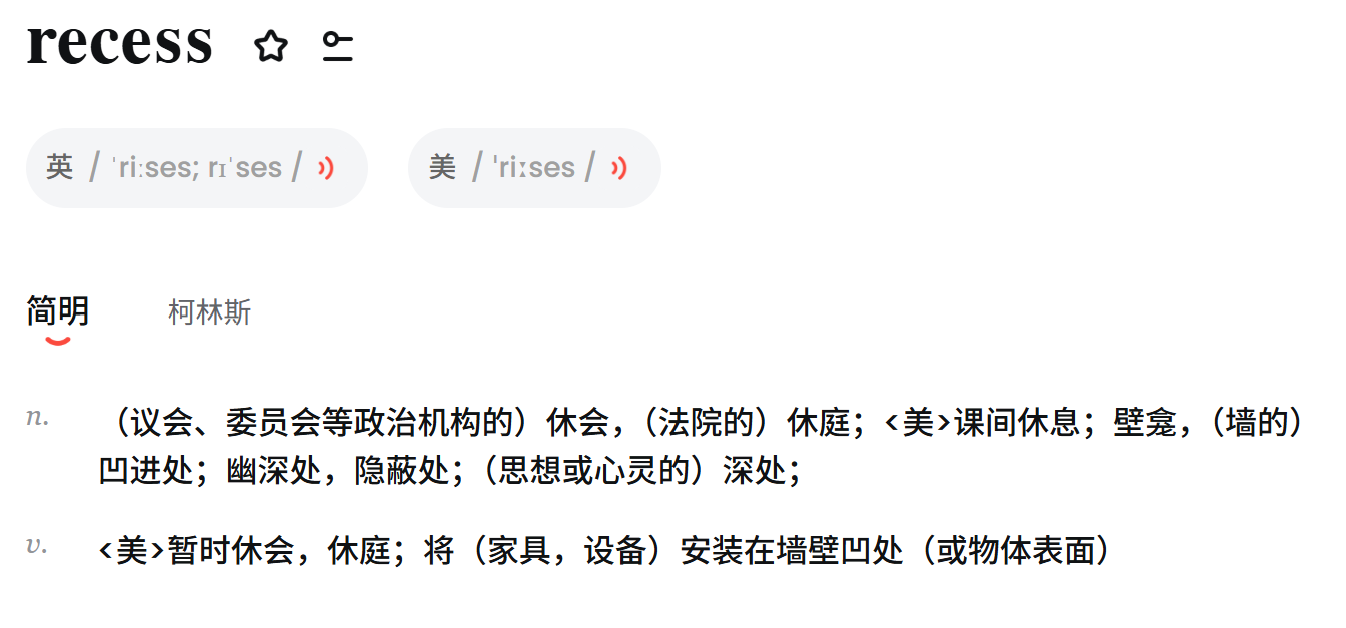 recess
英 / ˈriːses; rɪˈses /
美 / ˈriːses /
简明
柯林斯
n. （议会、委员会等政治机构的）休会，（法院的）休庭；<美>课间休息；壁龛，（墙的）
凹进处；幽深处，隐蔽处；（思想或心灵的）深处；
v. <美>暂时休会，休庭；将（家具，设备）安装在墙壁凹处（或物体表面）